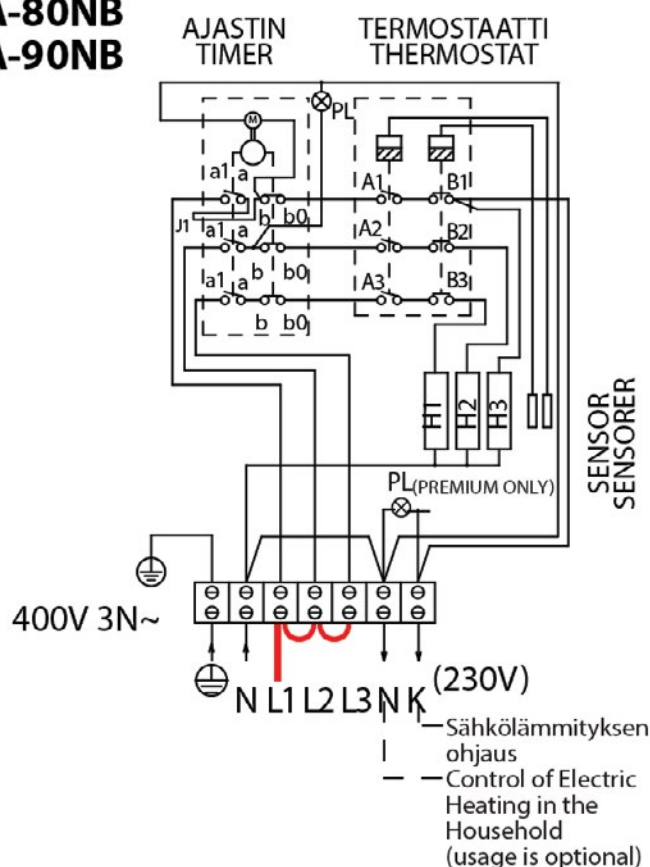 A-80NB
A-90NB
AJASTIN
TIMER
TERMOSTAATTI
THERMOSTAT
M
PL
a1 a
A1
B1
J1
b b0
a1 a
A2
B2
b b0
a1 a
A3
B3
b b0
H1
H2
H3
SENSOR
SENSORER
PL (PREMIUM ONLY)
400V 3N~
N L1 L2 L3 N K (230V)
Sähkölämmityksen
ohjaus
Control of Electric
Heating in the
Household
(usage is optional)